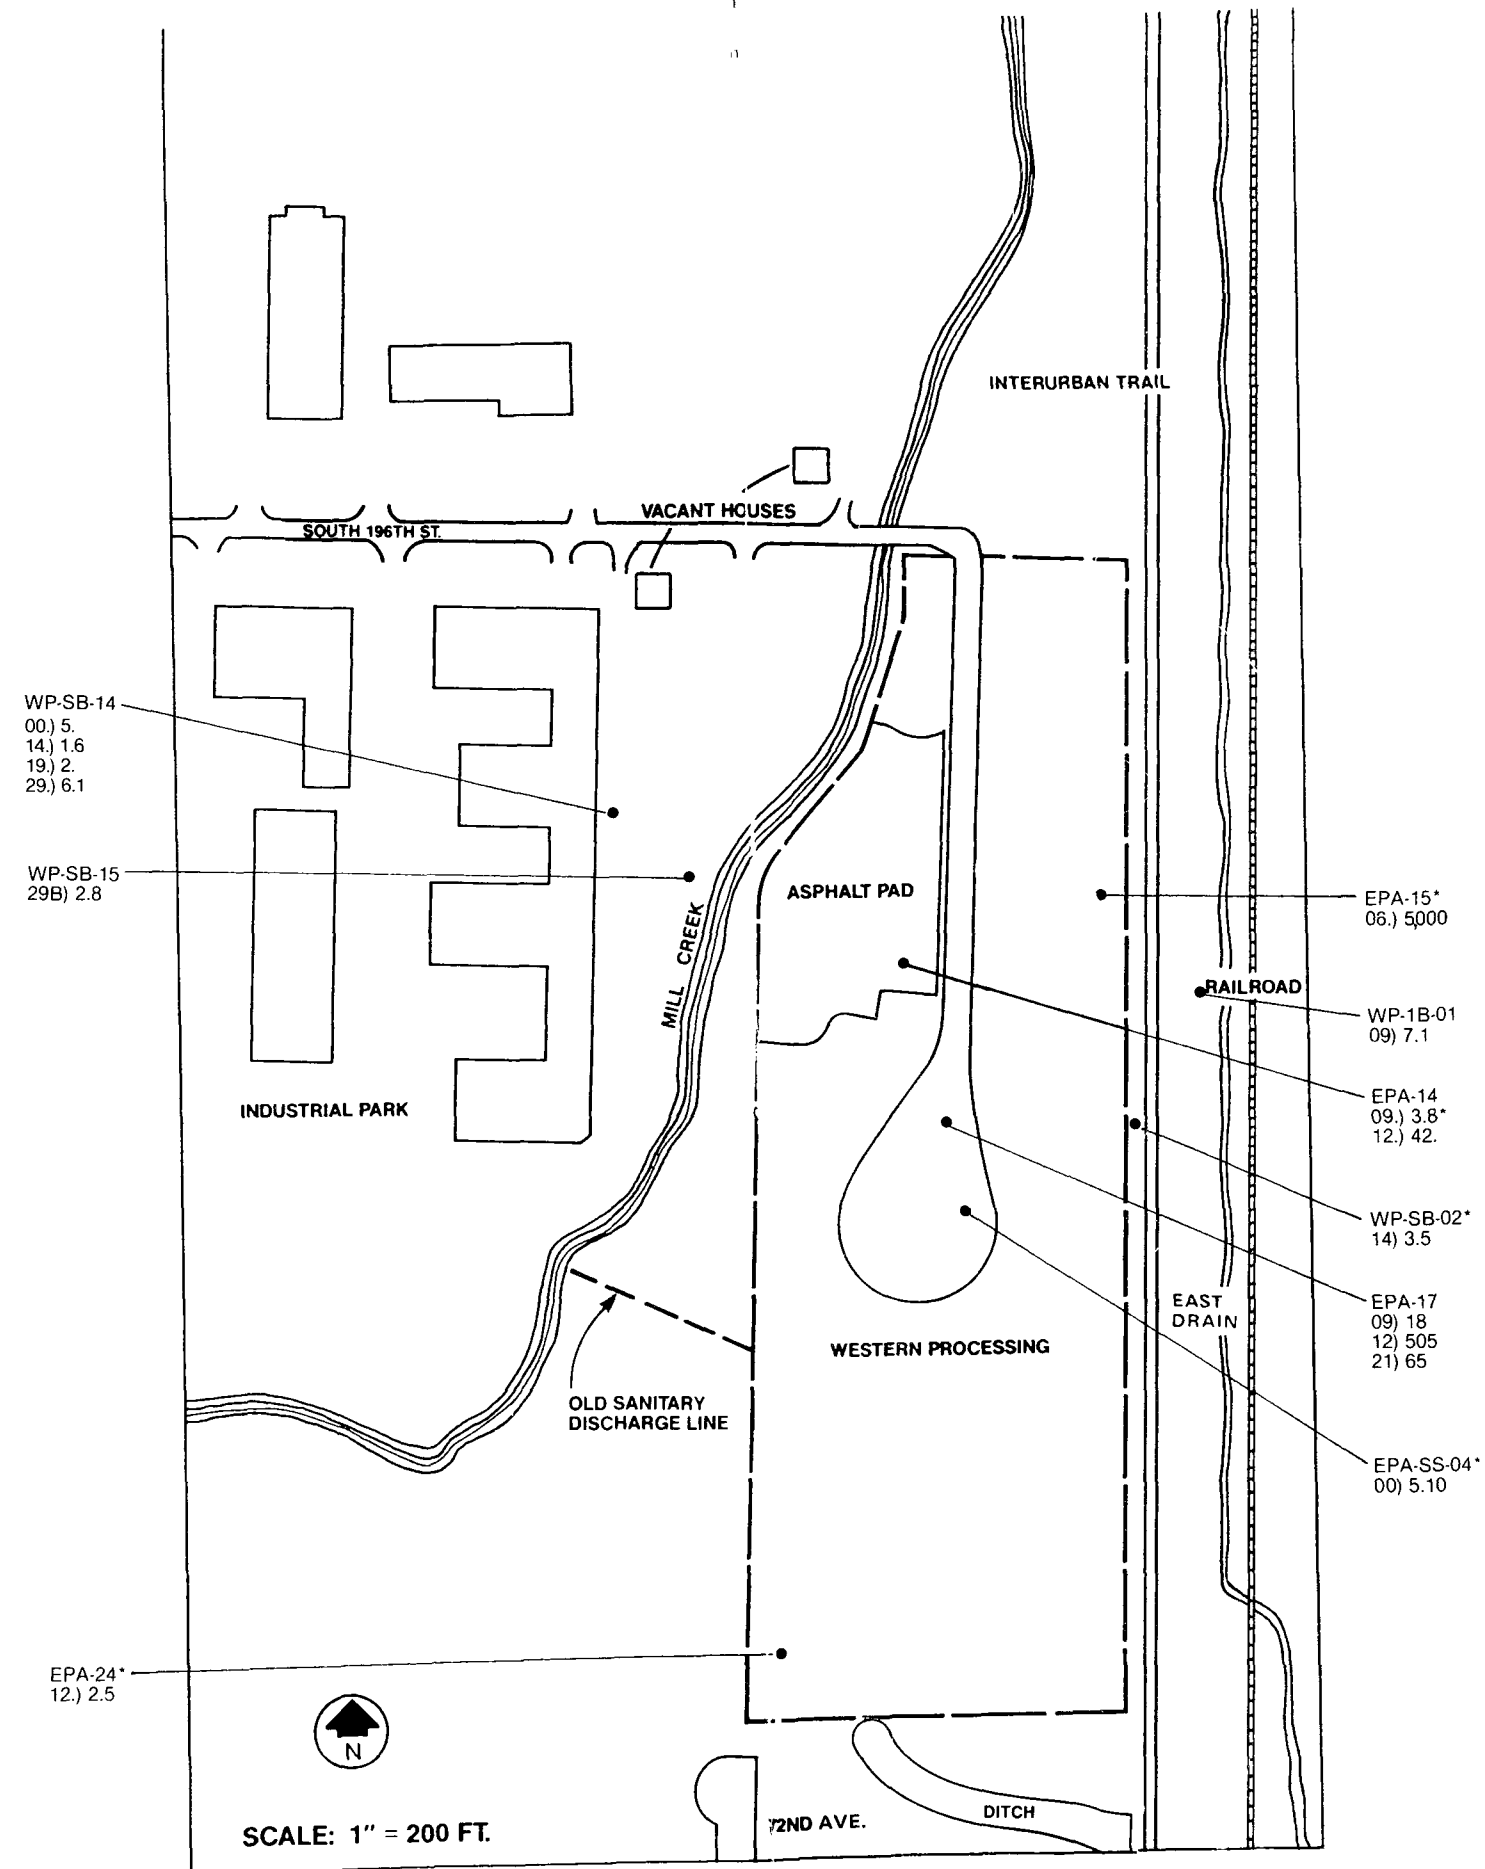 INTERURBAN TRAIL
VACANT HOUSES
SOUTH 196TH ST.
WP-SB-14
00.) 5.
14.) 1.6
19.) 2.
29.) 6.1
WP-SB-15
29B) 2.8
ASPHALT PAD
MILL CREEK
EPA-15*
06.) 5,000
RAILROAD
WP-1B-01
09) 7.1
EPA-14
09.) 3.8*
12.) 42.
INDUSTRIAL PARK
WP-SB-02*
14) 3.5
EAST
DRAIN
EPA-17
09) 18
12) 505
21) 65
WESTERN PROCESSING
OLD SANITARY
DISCHARGE LINE
EPA-SS-04*
00) 5.10
EPA-24*
12.) 2.5
N
DITCH
72ND AVE.
SCALE: 1" = 200 FT.